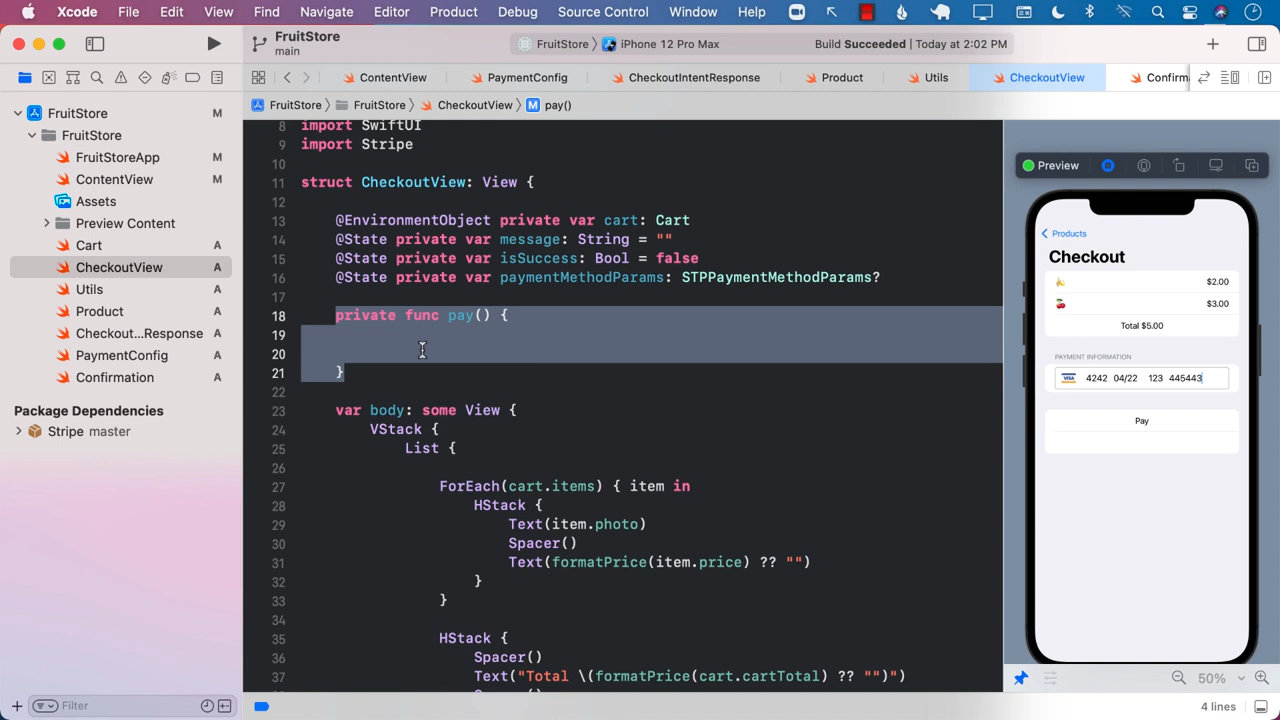 Xcode File Edit View Find Navigate Editor Product Debug Source Control Window Help
FruitStore
main
FruitStore 〉 iPhone 12 Pro Max
Build Succeeded | Today at 2:02 PM
ContentView
PaymentConfig
CheckoutIntentResponse
Product
Utils
CheckoutView
Confirm
FruitStore 〉 FruitStore 〉 CheckoutView 〉 M pay()
FruitStore M
FruitStore
FruitStoreApp M
ContentView M
Assets
Preview Content
Cart A
CheckoutView A
Utils A
Product A
Checkout...Response A
PaymentConfig A
Confirmation A
Package Dependencies
Stripe master
Filter
8 import SwiftUI
9 import Stripe
10
11 struct CheckoutView: View {
12
13 @EnvironmentObject private var cart: Cart
14 @State private var message: String = ""
15 @State private var isSuccess: Bool = false
16 @State private var paymentMethodParams: STPPaymentMethodParams?
17
18 private func pay() {
19
20
21 }
22
23 var body: some View {
24 VStack {
25 List {
26
27 ForEach(cart.items) { item in
28 HStack {
29 Text(item.photo)
30 Spacer()
31 Text(formatPrice(item.price) ?? "")
32 }
33 }
34
35 HStack {
36 Spacer()
37 Text("Total \(formatPrice(cart.cartTotal) ?? "")")
Preview
Products
Checkout
$2.00
$3.00
Total $5.00
PAYMENT INFORMATION
VISA 4242 04/22 123 445443
Pay
50%
4 lines